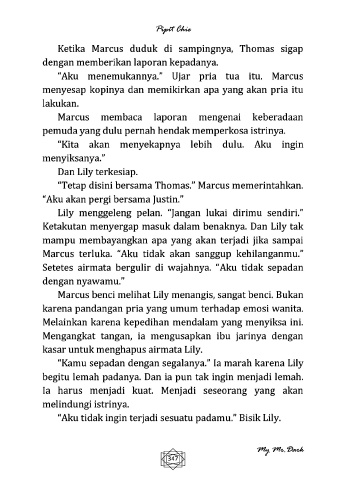 Pipit Chie
Ketika Marcus duduk di sampingnya, Thomas sigap
dengan memberikan laporan kepadanya.
“Aku menemukannya.” Ujar pria tua itu. Marcus
menyesap kopinya dan memikirkan apa yang akan pria itu
lakukan.
Marcus membaca laporan mengenai keberadaan
pemuda yang dulu pernah hendak memperkosa istrinya.
“Kita akan menyekapnya lebih dulu. Aku ingin
menyiksanya.”
Dan Lily terkesiap.
“Tetap disini bersama Thomas.” Marcus memerintahkan.
“Aku akan pergi bersama Justin.”
Lily menggeleng pelan. “Jangan lukai dirimu sendiri.”
Ketakutan menyergap masuk dalam benaknya. Dan Lily tak
mampu membayangkan apa yang akan terjadi jika sampai
Marcus terluka. “Aku tidak akan sanggup kehilanganmu.”
Setetes airmata bergulir di wajahnya. “Aku tidak sepadan
dengan nyawamu.”
Marcus benci melihat Lily menangis, sangat benci. Bukan
karena pandangan pria yang umum terhadap emosi wanita.
Melainkan karena kepedihan mendalam yang menyiksa ini.
Mengangkat tangan, ia mengusapkan ibu jarinya dengan
kasar untuk menghapus airmata Lily.
“Kamu sepadan dengan segalanya.” Ia marah karena Lily
begitu lemah padanya. Dan ia pun tak ingin menjadi lemah.
Ia harus menjadi kuat. Menjadi seseorang yang akan
melindungi istrinya.
“Aku tidak ingin terjadi sesuatu padamu.” Bisik Lily.
My Mr. Dark
347